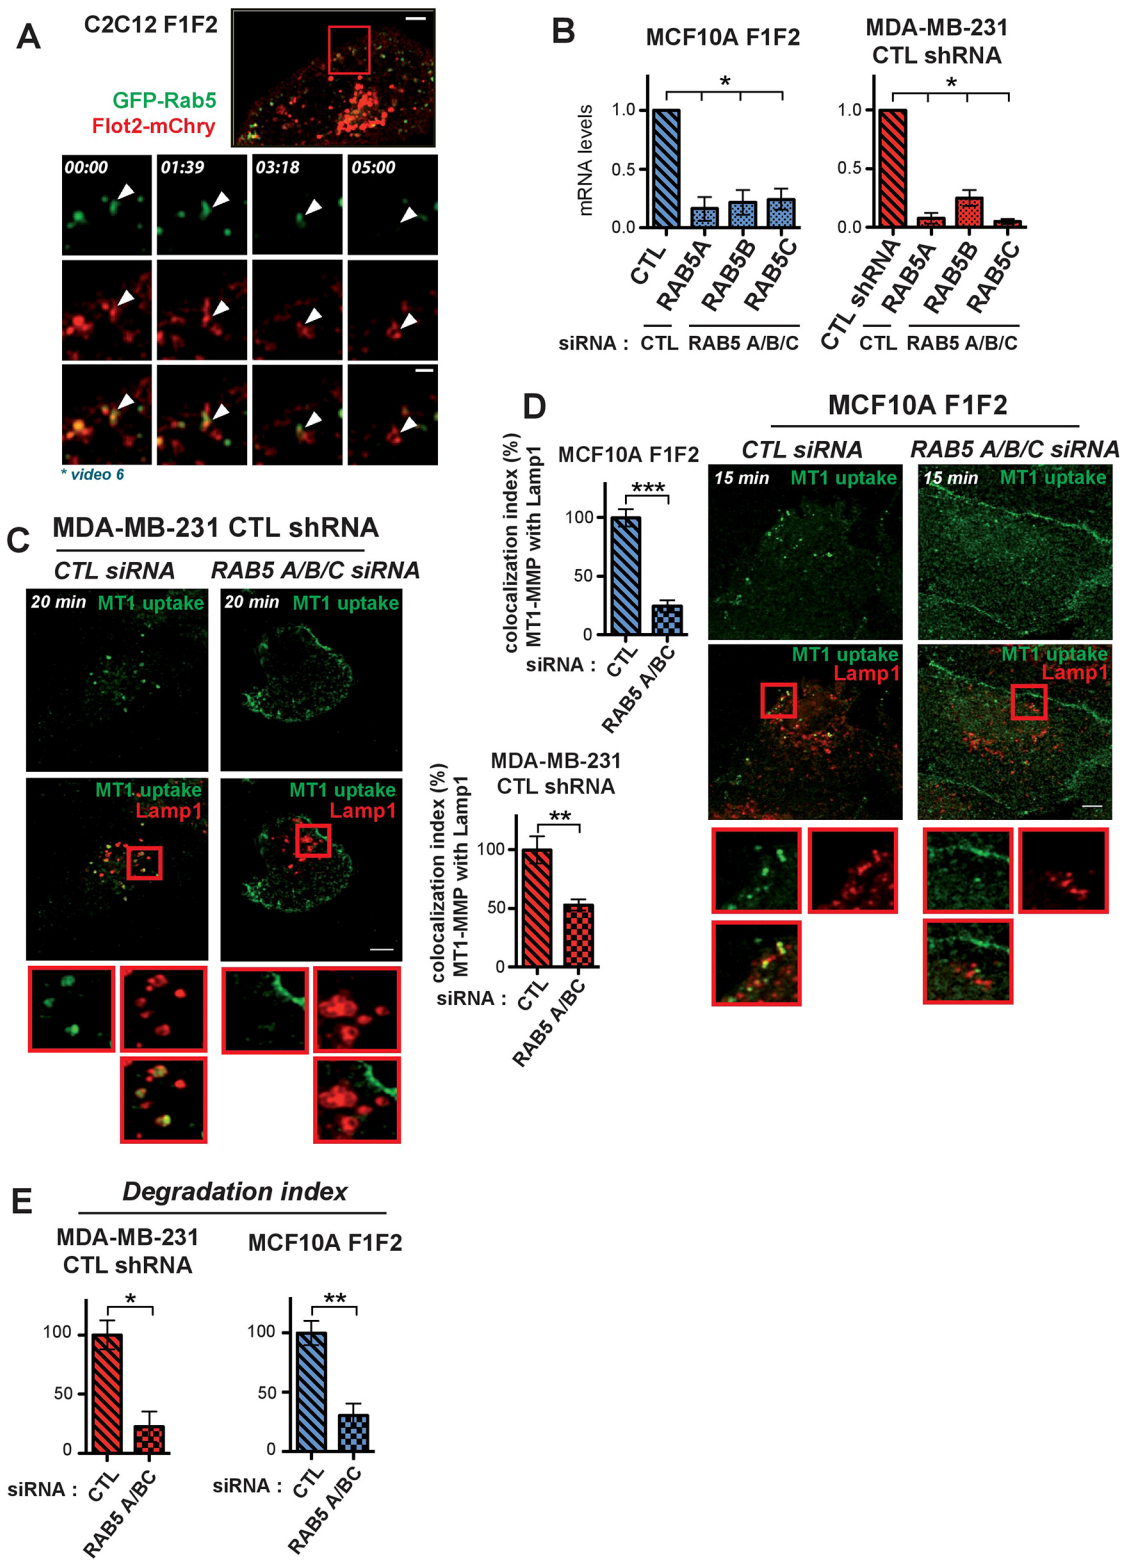 A
C2C12 F1F2
GFP-Rab5
Flot2-mChry
00:00
01:39
03:18
05:00
* video 6
B
MCF10A F1F2
mRNA levels
1.0
0.5
0.0
*
CTL
RAB5A
RAB5B
RAB5C
siRNA :
CTL
RAB5 A/B/C
MDA-MB-231
CTL shRNA
1.0
0.5
0.0
*
CTL shRNA
RAB5A
RAB5B
RAB5C
CTL
RAB5 A/B/C
C
MDA-MB-231 CTL shRNA
CTL siRNA
RAB5 A/B/C siRNA
20 min
MT1 uptake
20 min
MT1 uptake
MT1 uptake
Lamp1
MT1 uptake
Lamp1
colocalization index (%)
MT1-MMP with Lamp1
MDA-MB-231
CTL shRNA
100
50
0
**
siRNA :
CTL
RAB5 A/BC
D
colocalization index (%)
MT1-MMP with Lamp1
MCF10A F1F2
100
50
0
***
siRNA :
CTL
RAB5 A/BC
MCF10A F1F2
CTL siRNA
RAB5 A/B/C siRNA
15 min
MT1 uptake
15 min
MT1 uptake
MT1 uptake
Lamp1
MT1 uptake
Lamp1
E
Degradation index
MDA-MB-231
CTL shRNA
100
50
0
*
siRNA :
CTL
RAB5 A/BC
MCF10A F1F2
100
50
0
**
siRNA :
CTL
RAB5 A/BC